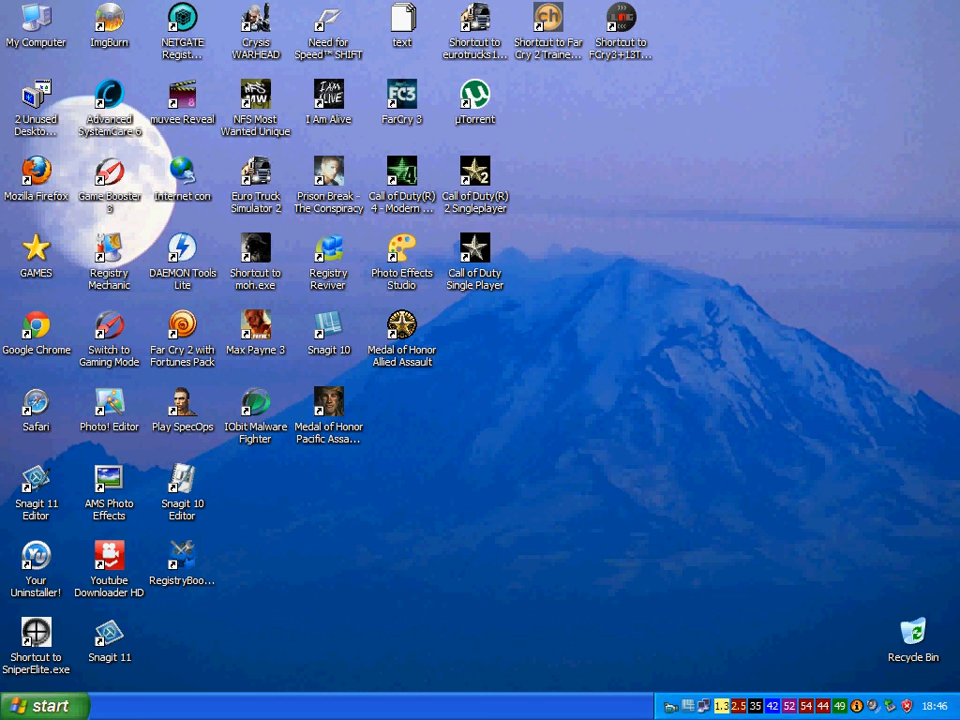 My Computer
ImgBurn
NETGATE
Regist...
Crysis
WARHEAD
Need for
Speed™ SHIFT
text
Shortcut to
eurotrucks1...
Shortcut to Far
Cry 2 Traine...
Shortcut to
FCry3+13T...
2 Unused
Deskto...
Advanced
SystemCare 6
muvee Reveal
NFS Most
Wanted Unique
I Am Alive
FarCry 3
µTorrent
Mozilla Firefox
Game Booster
3
Internet con
Euro Truck
Simulator 2
Prison Break -
The Conspiracy
Call of Duty(R)
4 - Modern ...
Call of Duty(R)
2 Singleplayer
GAMES
Registry
Mechanic
DAEMON Tools
Lite
Shortcut to
moh.exe
Registry
Reviver
Photo Effects
Studio
Call of Duty
Single Player
Google Chrome
Switch to
Gaming Mode
Far Cry 2 with
Fortunes Pack
Max Payne 3
Snagit 10
Medal of Honor
Allied Assault
Safari
Photo! Editor
Play SpecOps
IObit Malware
Fighter
Medal of Honor
Pacific Assa...
Snagit 11
Editor
AMS Photo
Effects
Snagit 10
Editor
Your
Uninstaller!
Youtube
Downloader HD
RegistryBoo...
Shortcut to
SniperElite.exe
Snagit 11
Recycle Bin
start
1.3 2.5 35 42 52 54 44 49 18:46